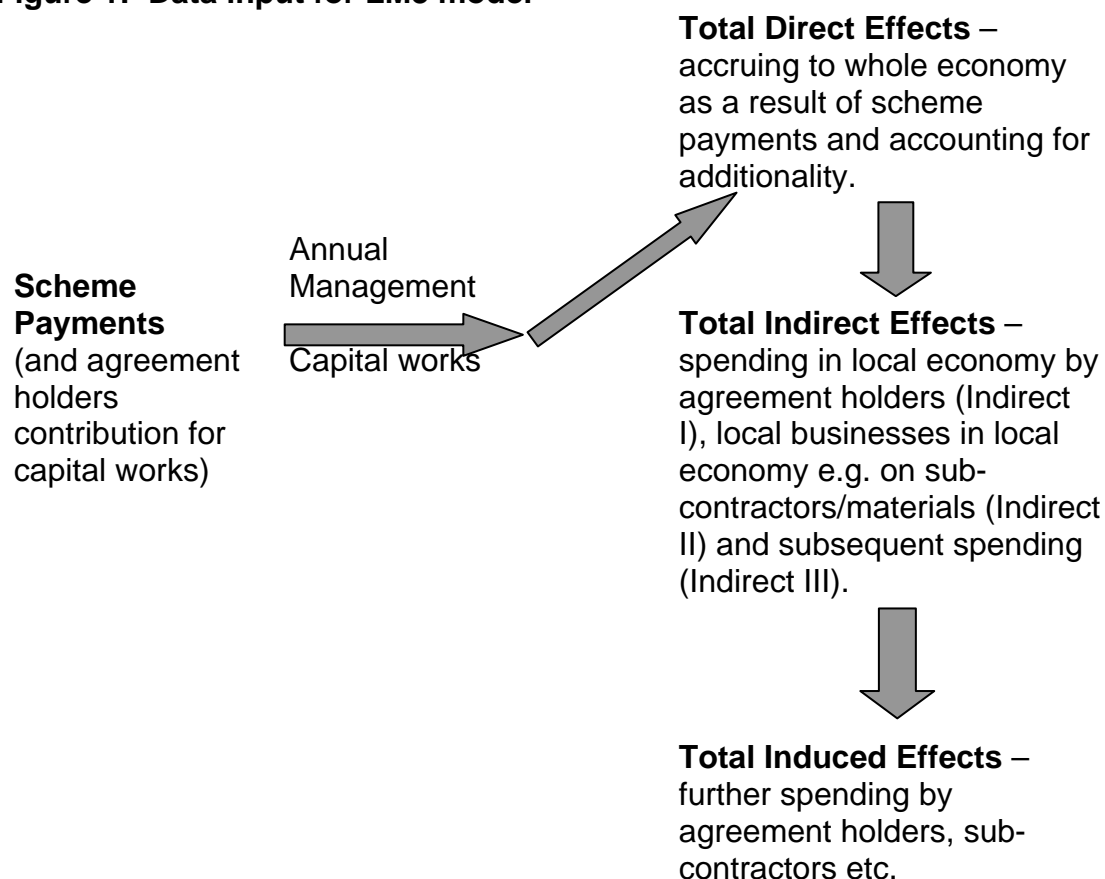 Figure 1: Data input for LM3 model
Total Direct Effects –
accruing to whole economy
as a result of scheme
payments and accounting for
additionality.
Annual
Management
Capital works
Scheme
Payments
(and agreement
holders
contribution for
capital works)
Total Indirect Effects –
spending in local economy by
agreement holders (Indirect
I), local businesses in local
economy e.g. on sub-
contractors/materials (Indirect
II) and subsequent spending
(Indirect III).
Total Induced Effects –
further spending by
agreement holders, sub-
contractors etc.